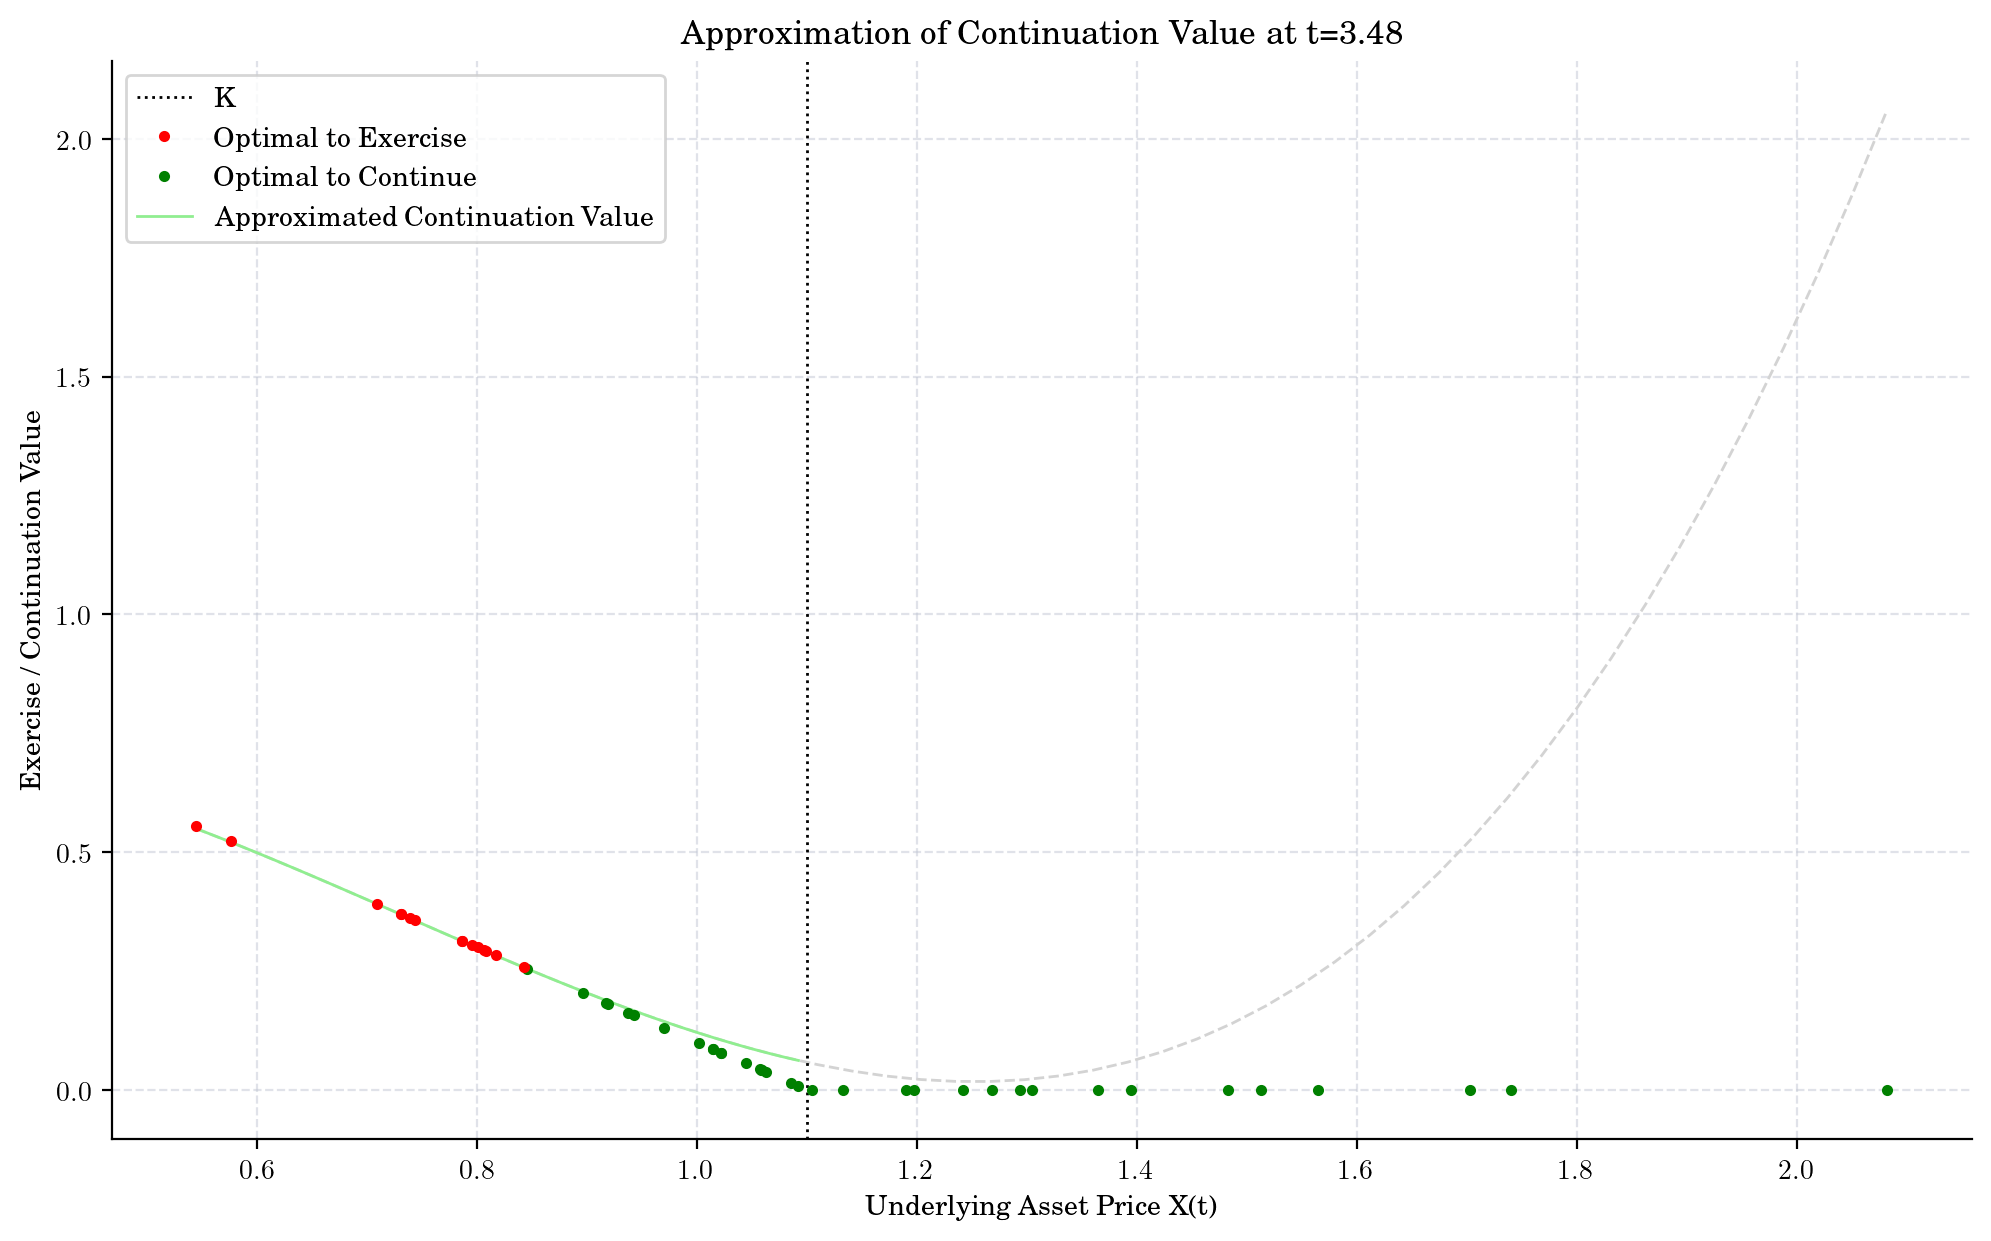 Approximation of Continuation Value at t=3.48
K
Optimal to Exercise
Optimal to Continue
Approximated Continuation Value
Exercise / Continuation Value
2.0
1.5
1.0
0.5
0.0
0.6 0.8 1.0 1.2 1.4 1.6 1.8 2.0
Underlying Asset Price X(t)